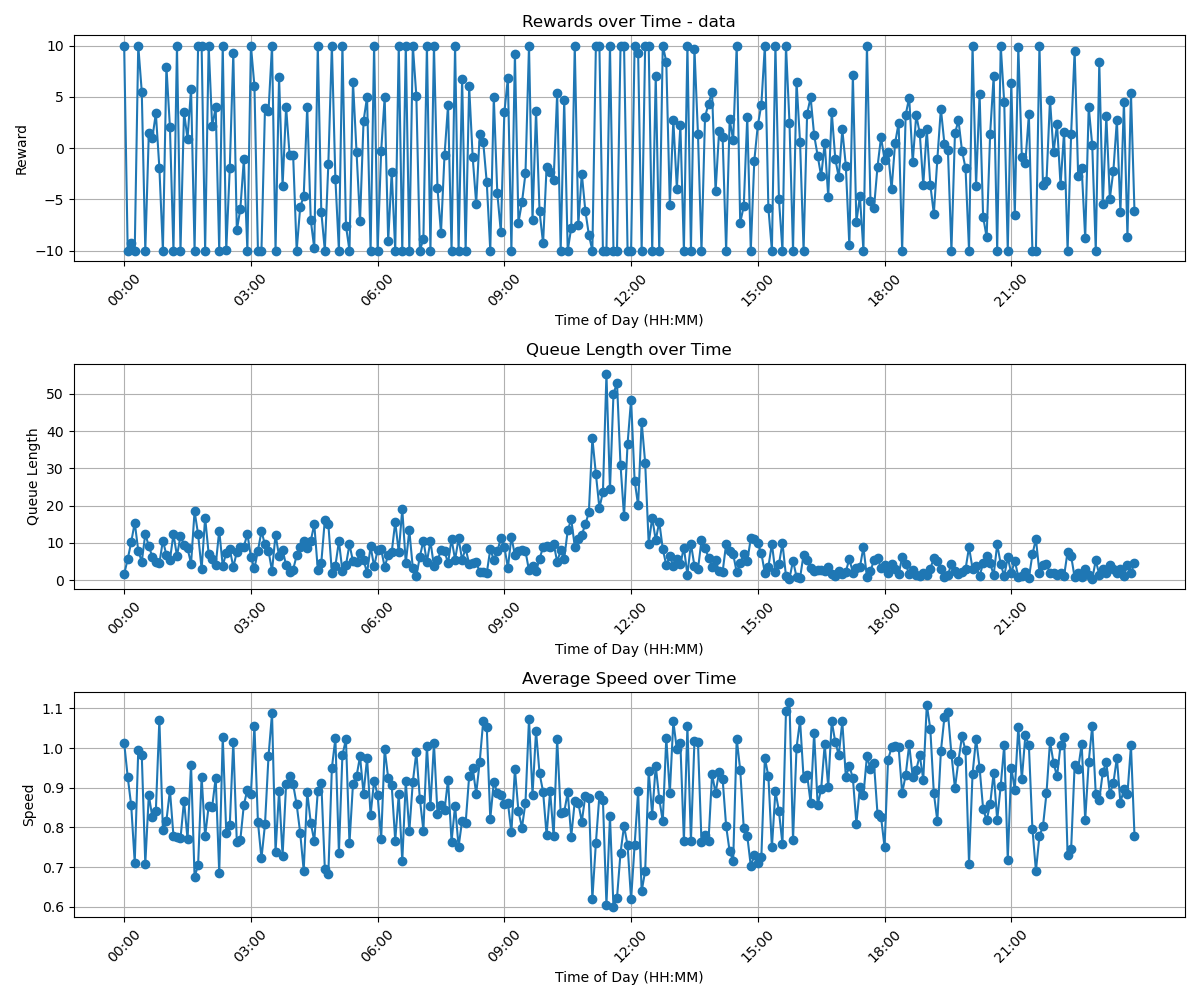 Rewards over Time - data
Reward
10
5
0
−5
−10
00:00 03:00 06:00 09:00 12:00 15:00 18:00 21:00
Time of Day (HH:MM)
Queue Length over Time
Queue Length
50
40
30
20
10
0
00:00 03:00 06:00 09:00 12:00 15:00 18:00 21:00
Time of Day (HH:MM)
Average Speed over Time
Speed
1.1
1.0
0.9
0.8
0.7
0.6
00:00 03:00 06:00 09:00 12:00 15:00 18:00 21:00
Time of Day (HH:MM)